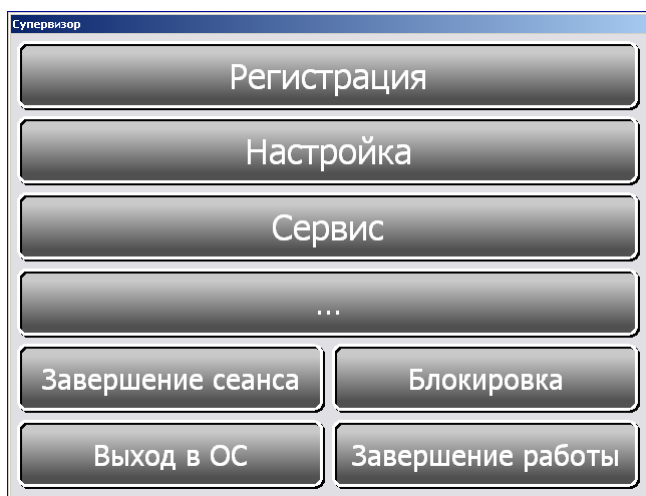 Супервизор
Регистрация
Настройка
Сервис
...
Завершение сеанса
Блокировка
Выход в ОС
Завершение работы